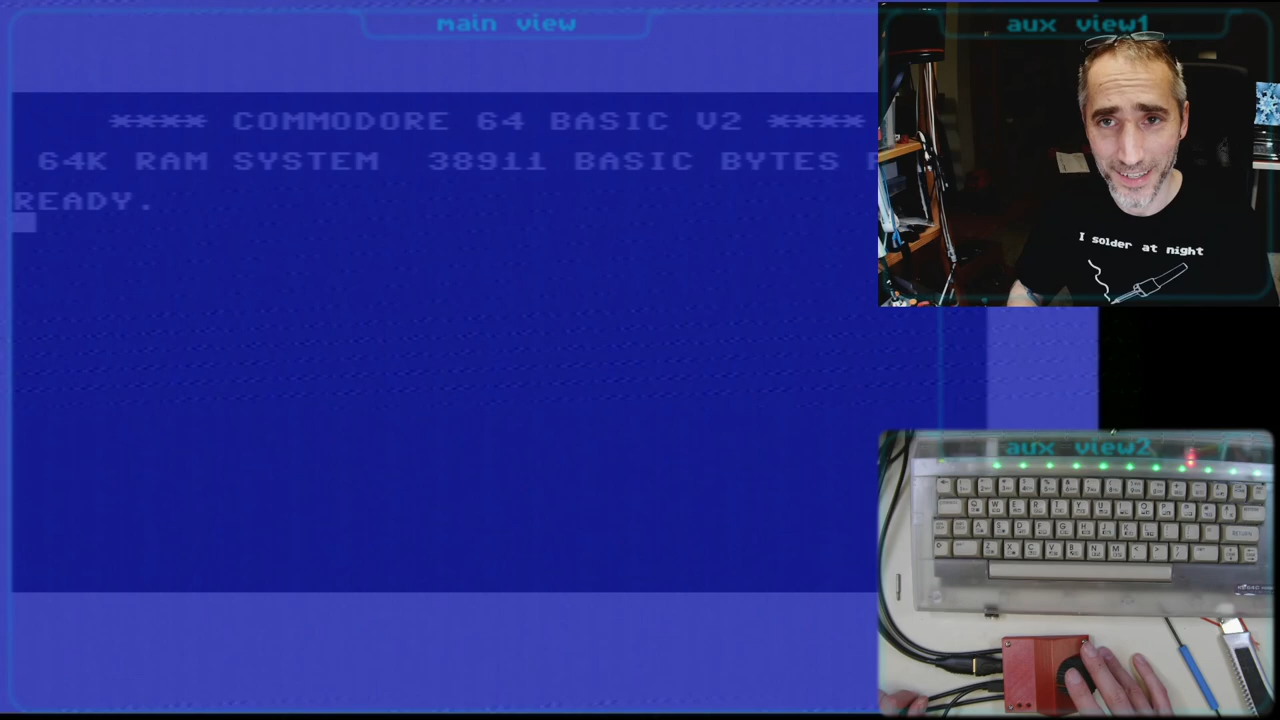 main view
**** COMMODORE 64 BASIC V2 ****
64K RAM SYSTEM  38911 BASIC BYTES
READY.
aux view1
I solder at night
aux view2
Q W E R T Y U I O P
A S D F G H J K L
RETURN
Z X C V B N M